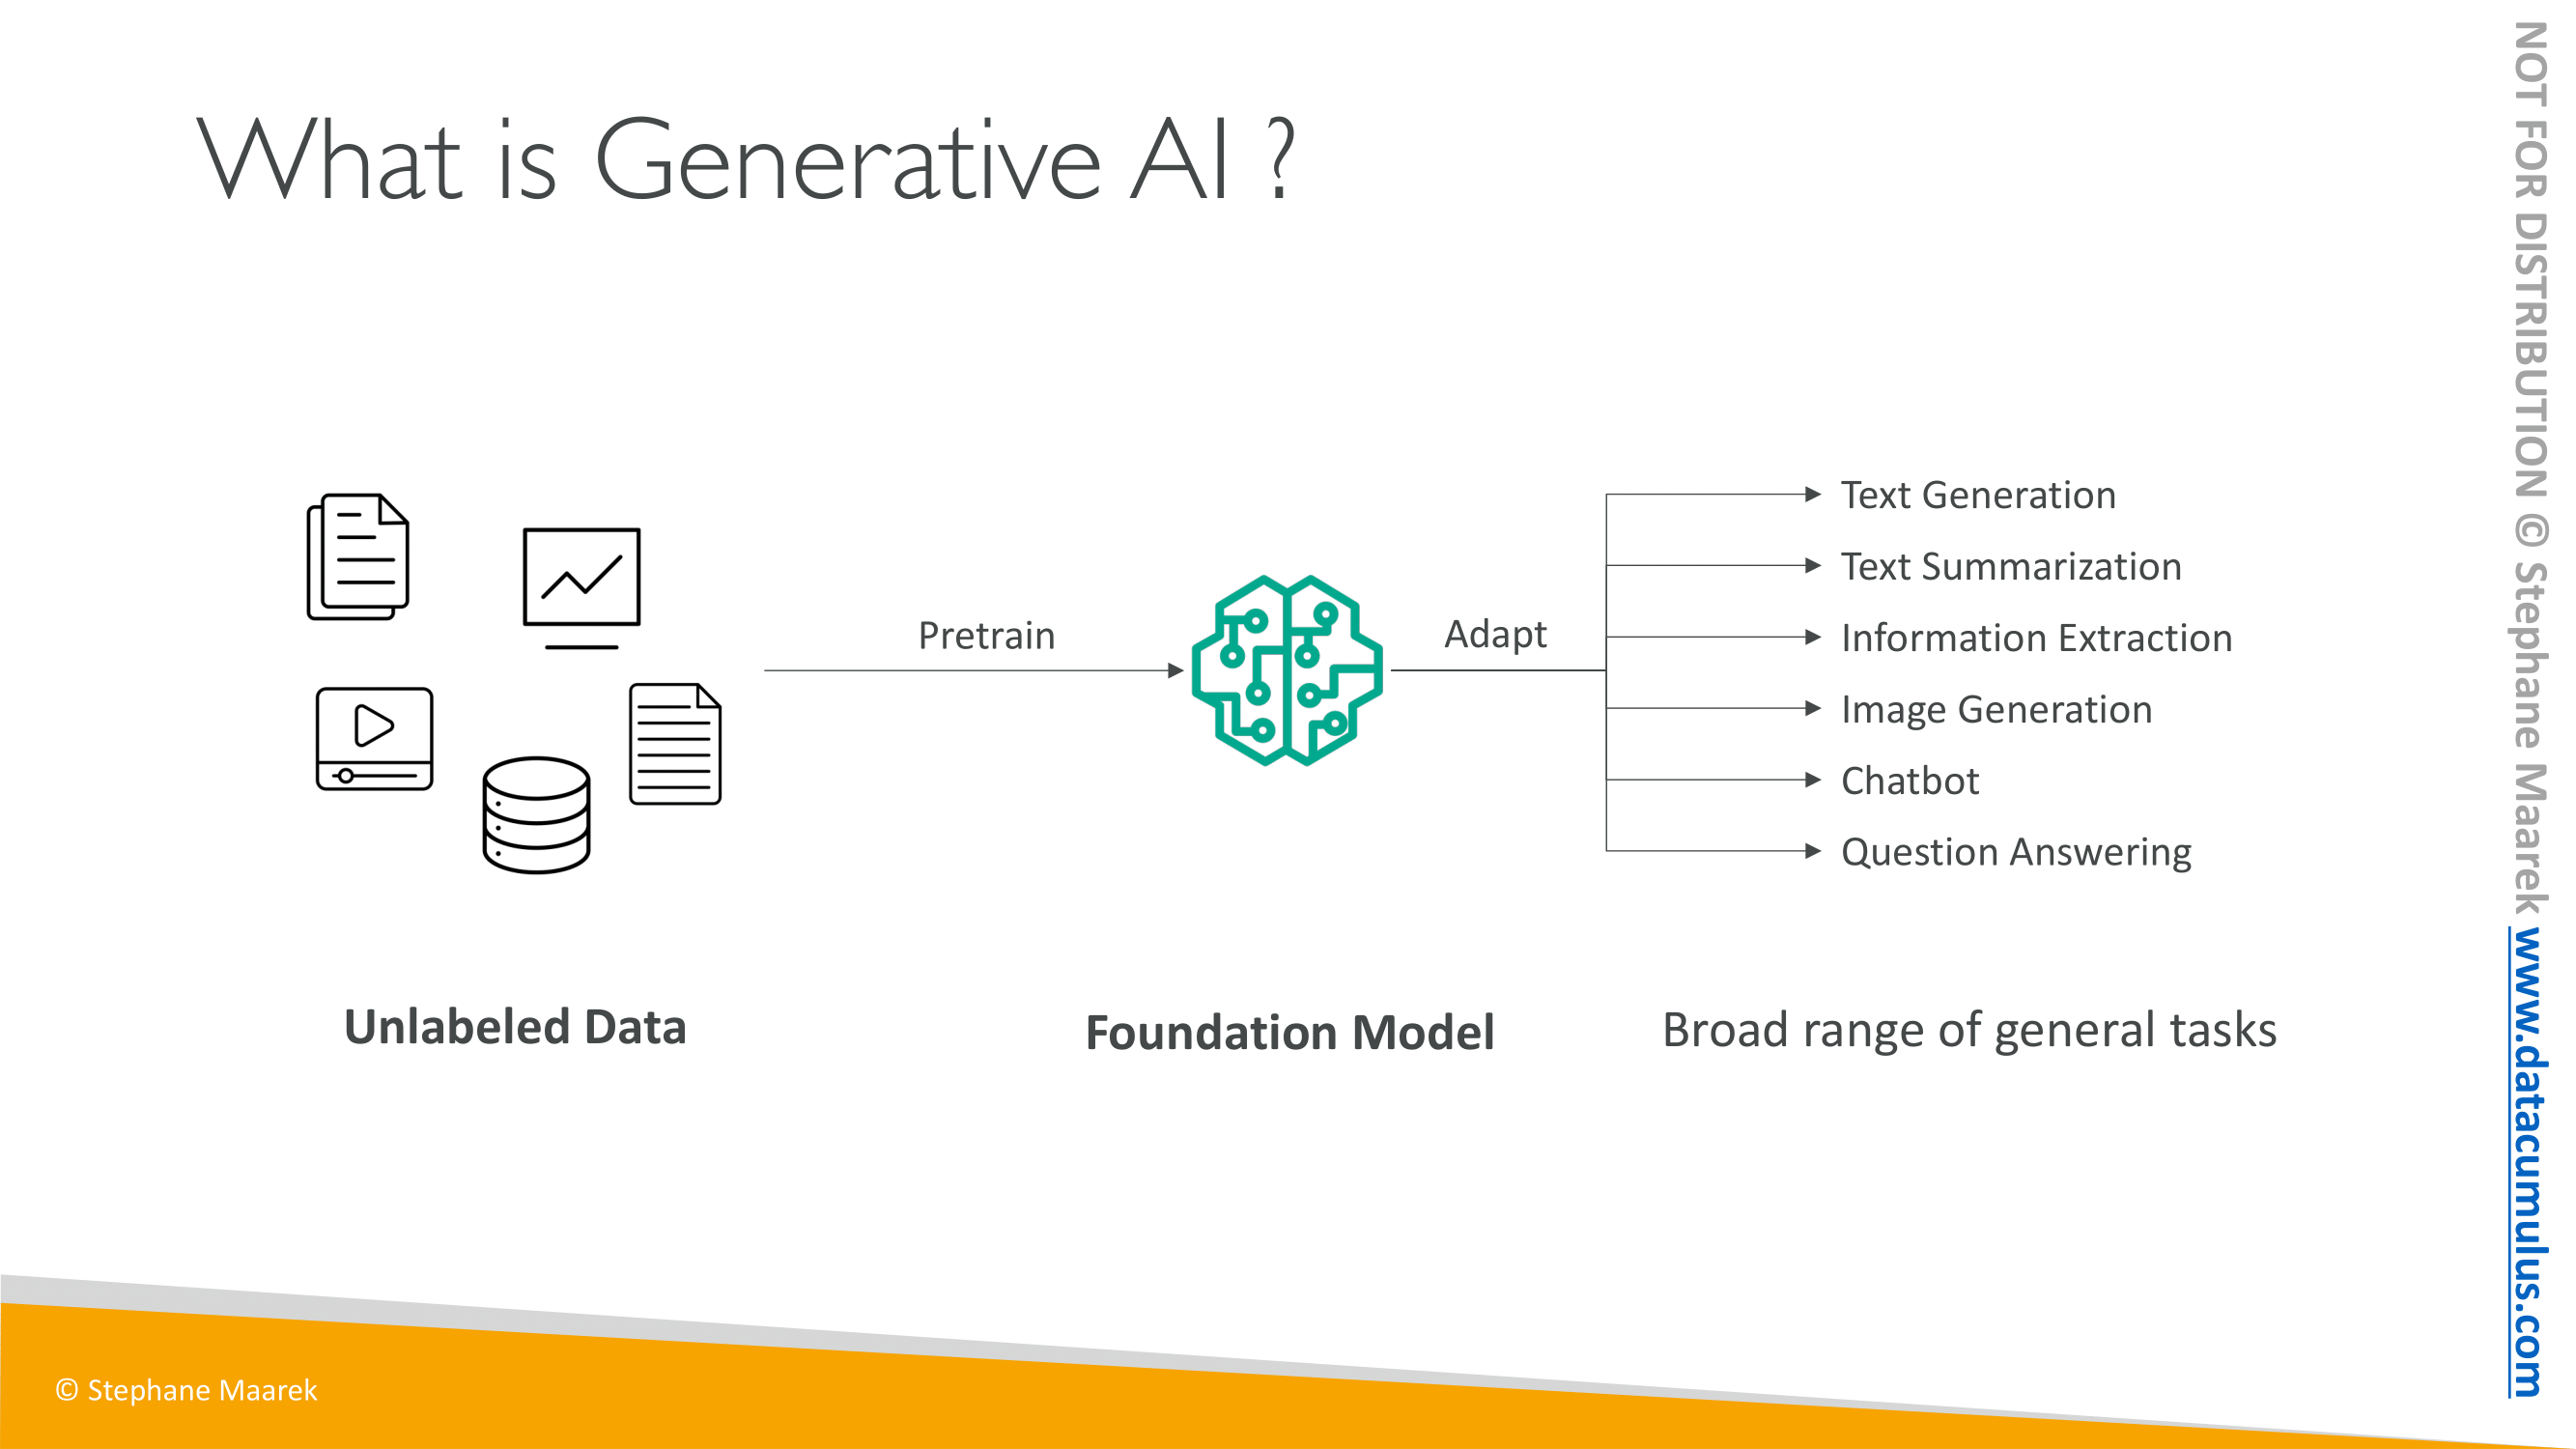 What is Generative AI ?
Pretrain
Adapt
Text Generation
Text Summarization
Information Extraction
Image Generation
Chatbot
Question Answering
Unlabeled Data
Foundation Model
Broad range of general tasks
© Stephane Maarek
NOT FOR DISTRIBUTION © Stephane Maarek www.datacumulus.com